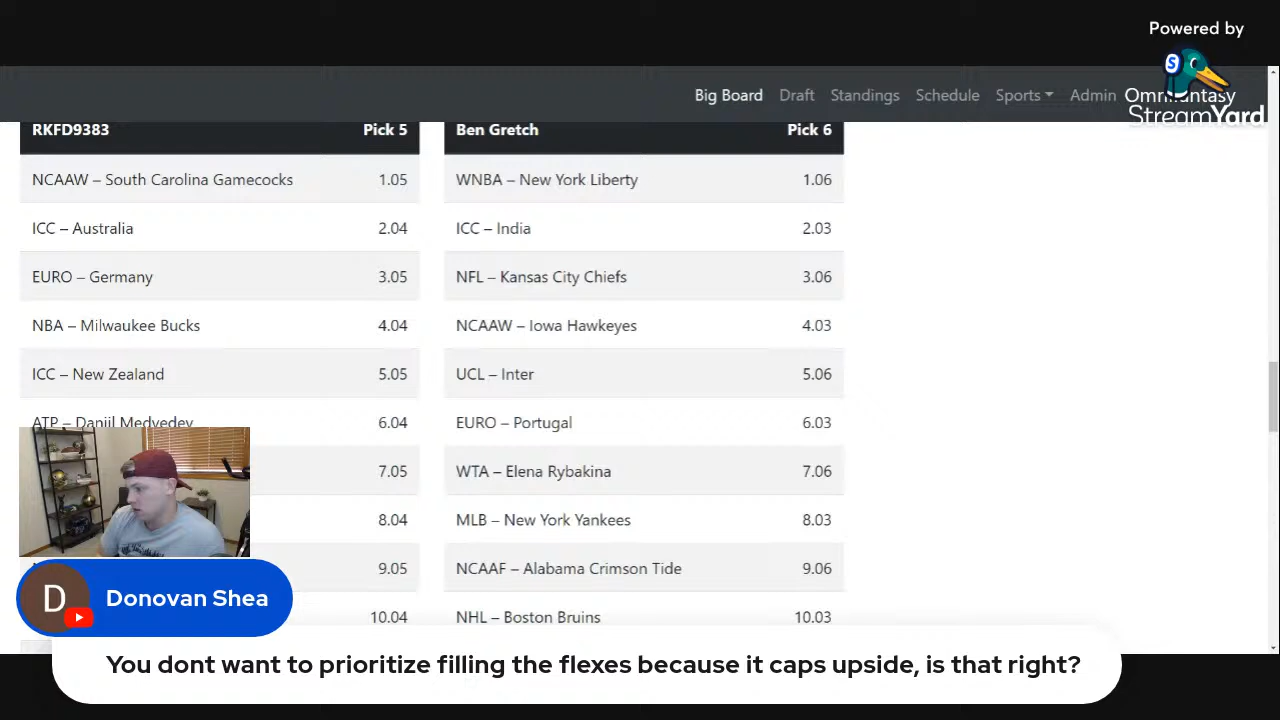 Powered by
StreamYard
Big Board Draft Standings Schedule Sports Admin Omnifantasy
RKFD9383 Pick 5
NCAAW – South Carolina Gamecocks 1.05
ICC – Australia 2.04
EURO – Germany 3.05
NBA – Milwaukee Bucks 4.04
ICC – New Zealand 5.05
ATP – Daniil Medvedev 6.04
7.05
8.04
9.05
10.04
Ben Gretch Pick 6
WNBA – New York Liberty 1.06
ICC – India 2.03
NFL – Kansas City Chiefs 3.06
NCAAW – Iowa Hawkeyes 4.03
UCL – Inter 5.06
EURO – Portugal 6.03
WTA – Elena Rybakina 7.06
MLB – New York Yankees 8.03
NCAAF – Alabama Crimson Tide 9.06
NHL – Boston Bruins 10.03
D
Donovan Shea
You dont want to prioritize filling the flexes because it caps upside, is that right?